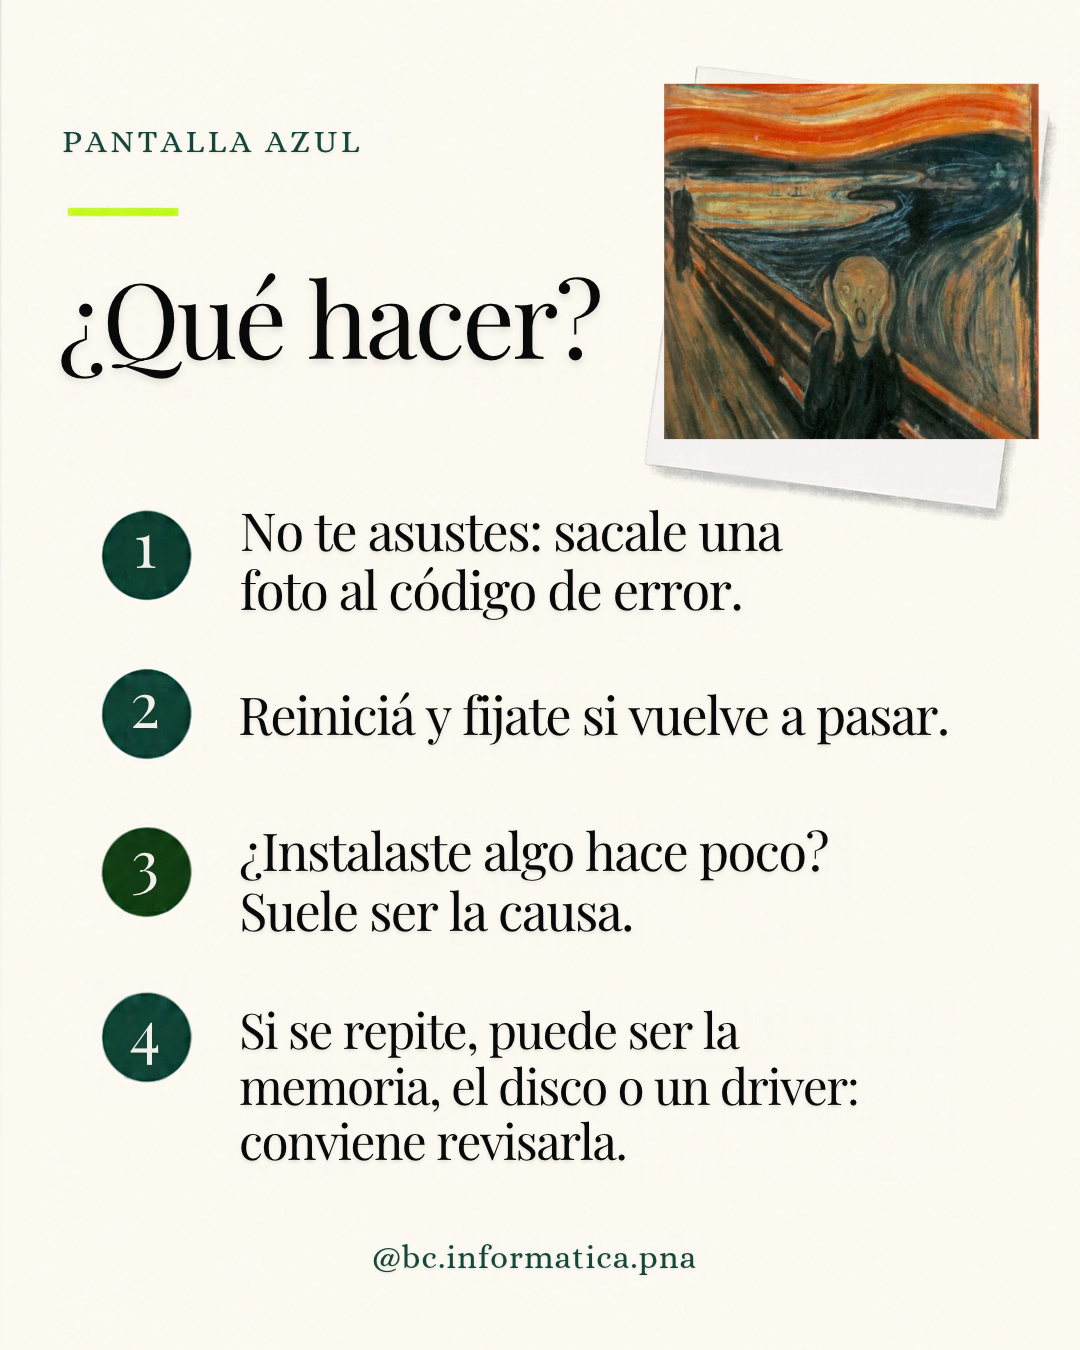 PANTALLA AZUL
¿Qué hacer?
1
No te asustes: sacale una
foto al código de error.
2
Reiniciá y fijate si vuelve a pasar.
3
¿Instalaste algo hace poco?
Suele ser la causa.
4
Si se repite, puede ser la
memoria, el disco o un driver:
conviene revisarla.
@bc.informatica.pna